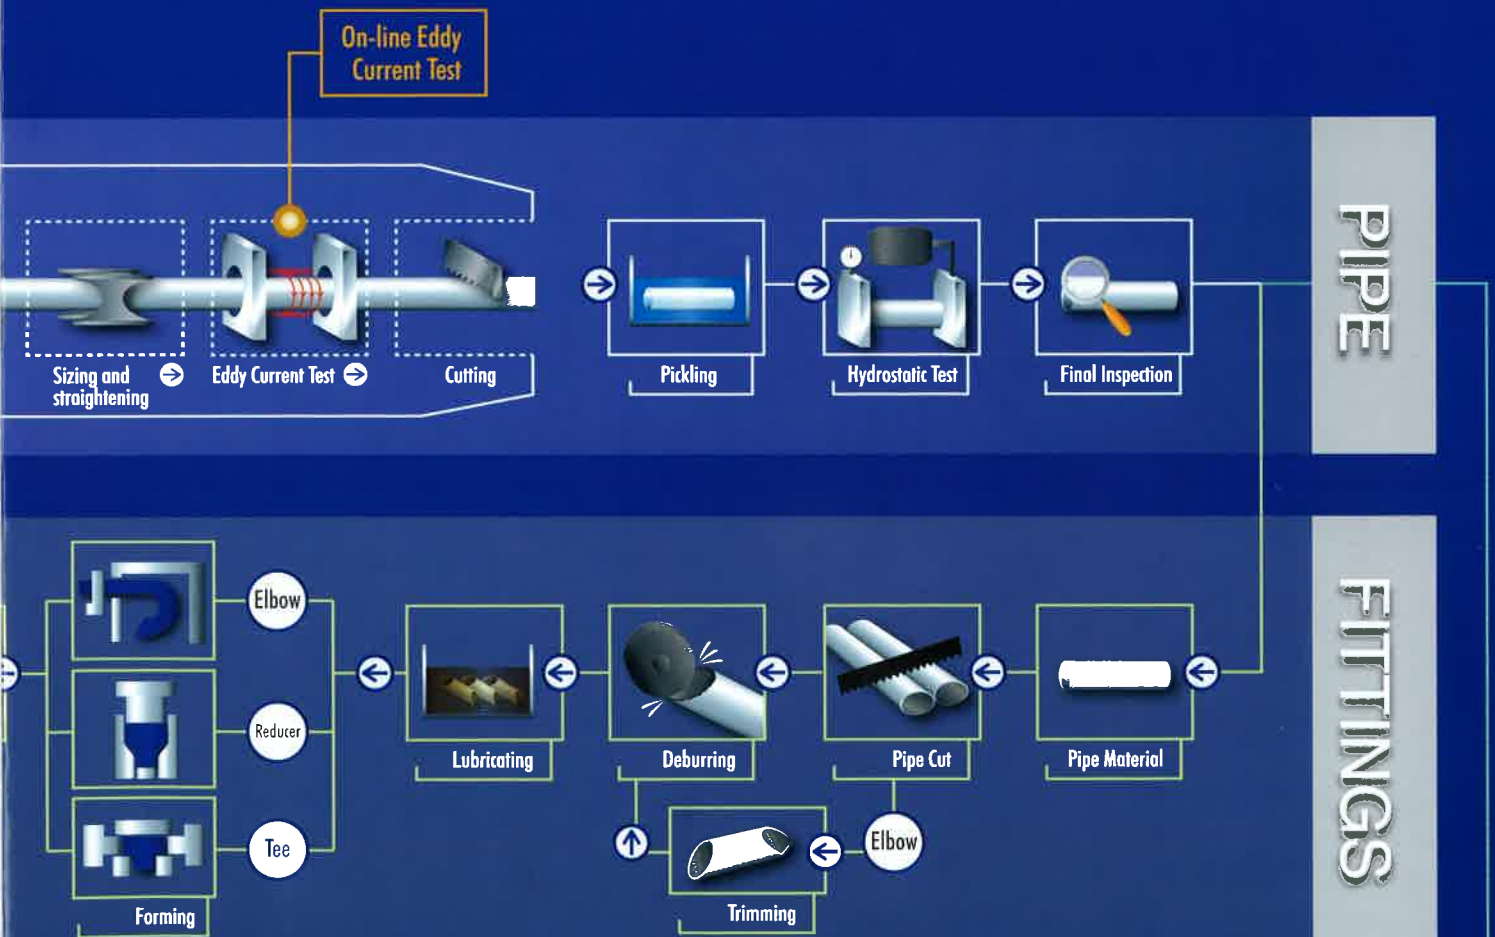 On-line Eddy
Current Test
PIPE
Sizing and
straightening
Eddy Current Test
Cutting
Pickling
Hydrostatic Test
Final Inspection
FITTINGS
Elbow
Reducer
Tee
Forming
Lubricating
Deburring
Pipe Cut
Pipe Material
Elbow
Trimming